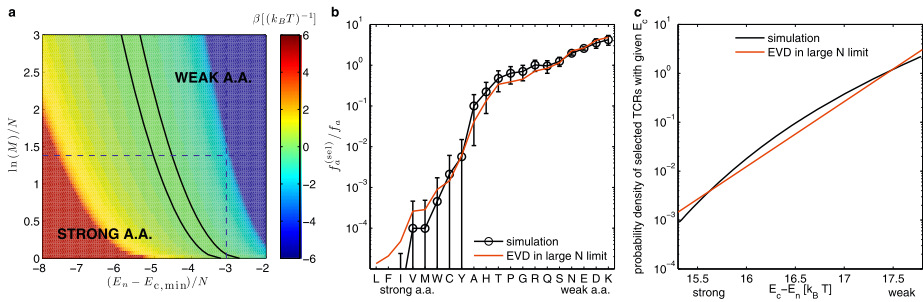 a
β[(k_BT)^{-1}]
ln(M)/N
3
2.5
2
1.5
1
0.5
0
WEAK A.A.
STRONG A.A.
−8 −7 −6 −5 −4 −3 −2
(E_n − E_{c,min})/N
6
4
2
0
−2
−4
−6
b
f_a^{(sel)}/f_a
10^1
10^0
10^{−1}
10^{−2}
10^{−3}
10^{−4}
simulation
EVD in large N limit
L F I V M W C Y A H T P G R Q S N E D K
strong a.a. weak a.a.
c
probability density of selected TCRs with given E_c
10^1
10^0
10^{−1}
10^{−2}
10^{−3}
10^{−4}
simulation
EVD in large N limit
15.5 16 16.5 17 17.5
strong E_c−E_n [k_B T] weak